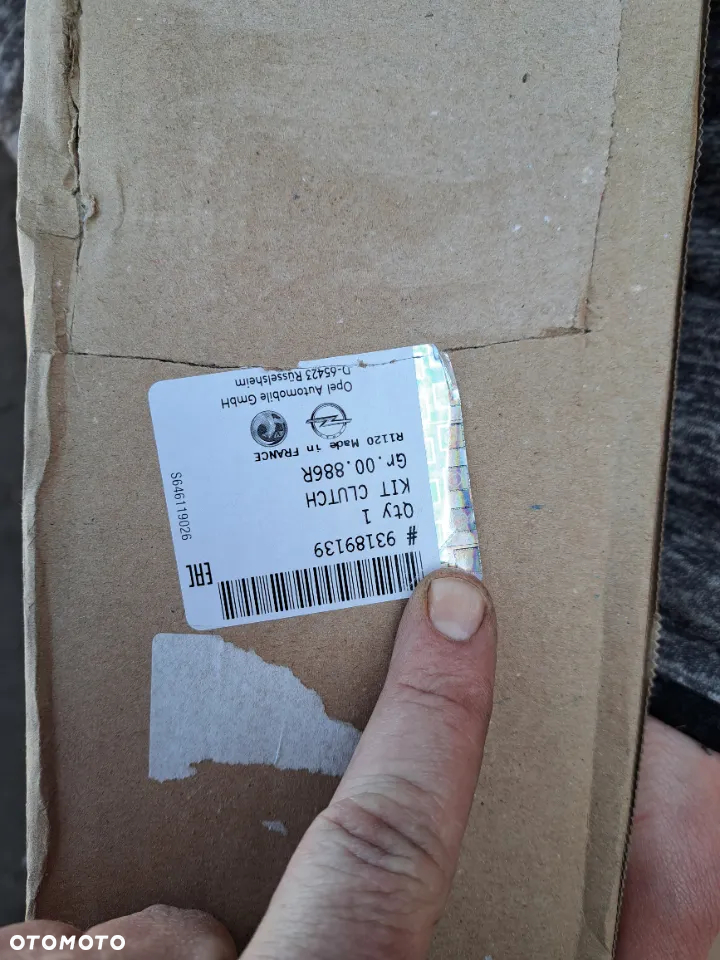 # 93189139
Qty 1
KIT CLUTCH
Gr.00.886R
R1120 Made in FRANCE
Opel Automobile GmbH
D-65423 Rüsselsheim
S646119026
EAC
OTOMOTO